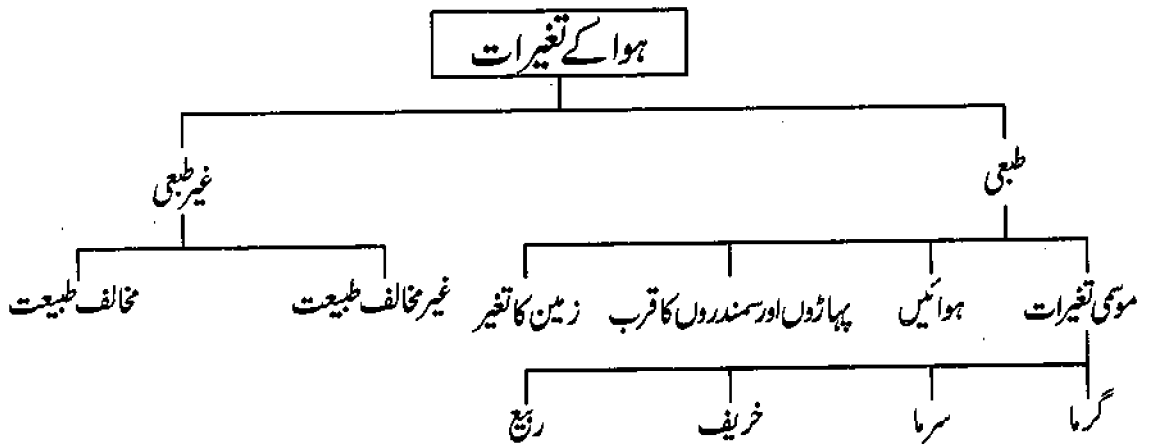 ہوا کے تغیرات
طبعی
غیر طبعی
موسمی تغیرات
ہوائیں
پہاڑوں اور سمندروں کا قرب
زمین کا تغیر
غیر مخالف طبیعت
مخالف طبیعت
گرما
سرما
خریف
ربیع